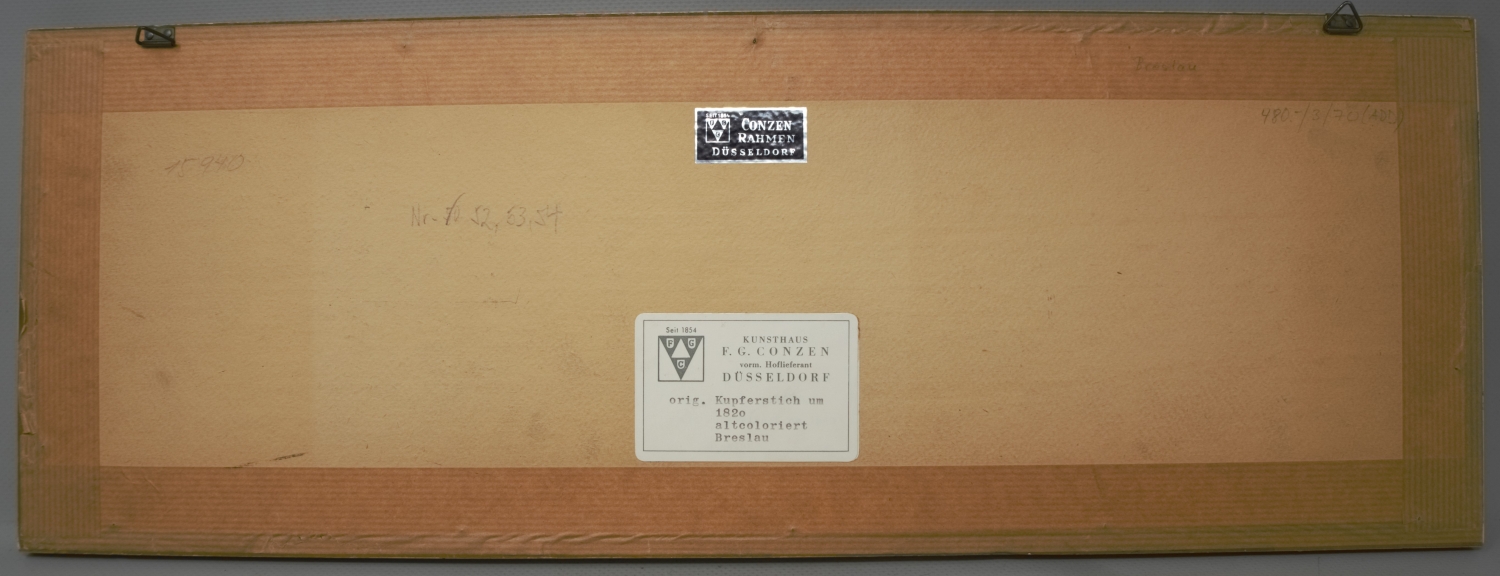 Breslau
480.-/3/70/
SEIT 1854
CONZEN
RAHMEN
DÜSSELDORF
15940
Nr. 52, 53, 54
Seit 1854
F G
C
KUNSTHAUS
F. G. CONZEN
vorm. Hoflieferant
DÜSSELDORF
orig. Kupferstich um
182o
altcoloriert
Breslau